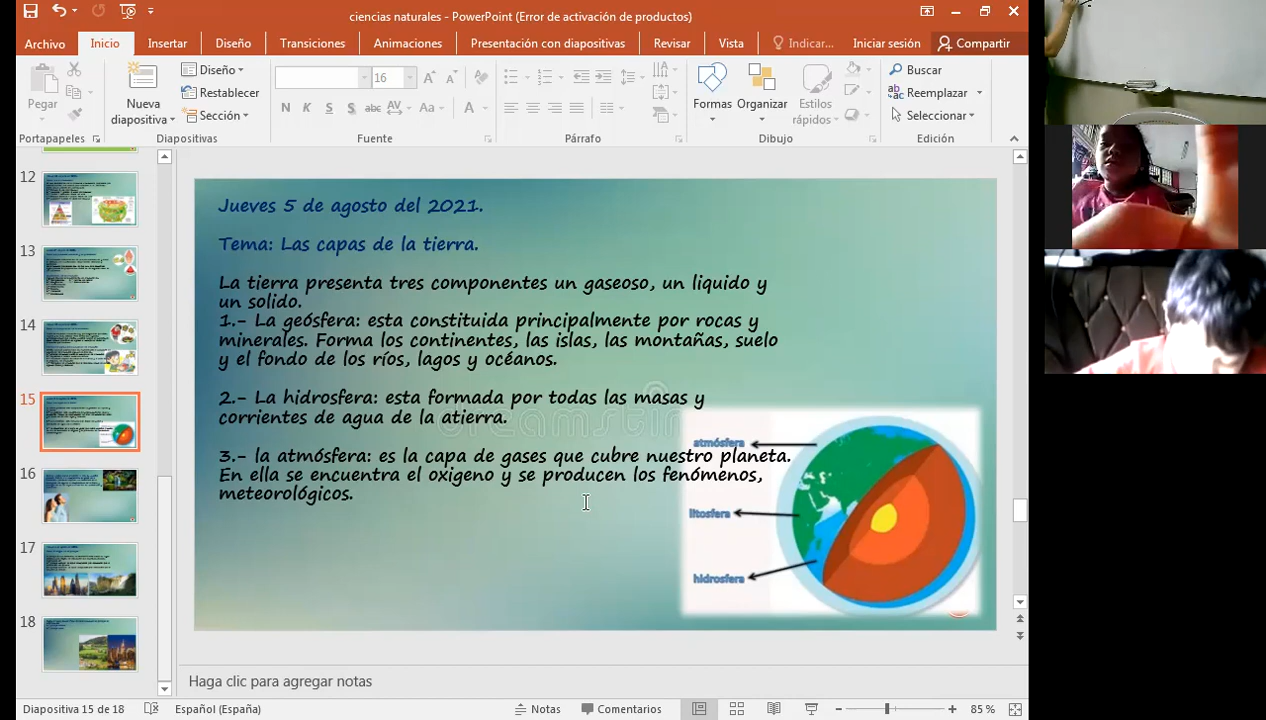 ciencias naturales - PowerPoint (Error de activación de productos)
Archivo Inicio Insertar Diseño Transiciones Animaciones Presentación con diapositivas Revisar Vista Indicar... Iniciar sesión Compartir
Pegar
Nueva diapositiva
Diseño
Restablecer
Sección
16
N K S S abc AV Aa A
Formas
Organizar
Estilos rápidos
Buscar
Reemplazar
Seleccionar
Portapapeles Diapositivas Fuente Párrafo Dibujo Edición
12
13
14
15
16
17
18
Jueves 5 de agosto del 2021.
Tema: Las capas de la tierra.
La tierra presenta tres componentes un gaseoso, un liquido y
un solido.
1.- La geósfera: esta constituida principalmente por rocas y
minerales. Forma los continentes, las islas, las montañas, suelo
y el fondo de los ríos, lagos y océanos.
2.- La hidrosfera: esta formada por todas las masas y
corrientes de agua de la atierra.
3.- la atmósfera: es la capa de gases que cubre nuestro planeta.
En ella se encuentra el oxigeno y se producen los fenómenos,
meteorológicos.
atmósfera
litosfera
hidrosfera
Haga clic para agregar notas
Diapositiva 15 de 18 Español (España) Notas Comentarios 85 %